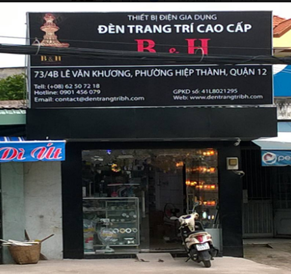 THIẾT BỊ ĐIỆN GIA DỤNG
ĐÈN TRANG TRÍ CAO CẤP
B & H
B & H
73/4B LÊ VĂN KHƯƠNG, PHƯỜNG HIỆP THÀNH, QUẬN 12
Tel: (+08) 62 50 72 18
Hotline: 0901 456 079
Email: contact@dentrangtribh.com
GPKD số: 41L8021295
Web: www.dentrangtribh.com
Dì Út